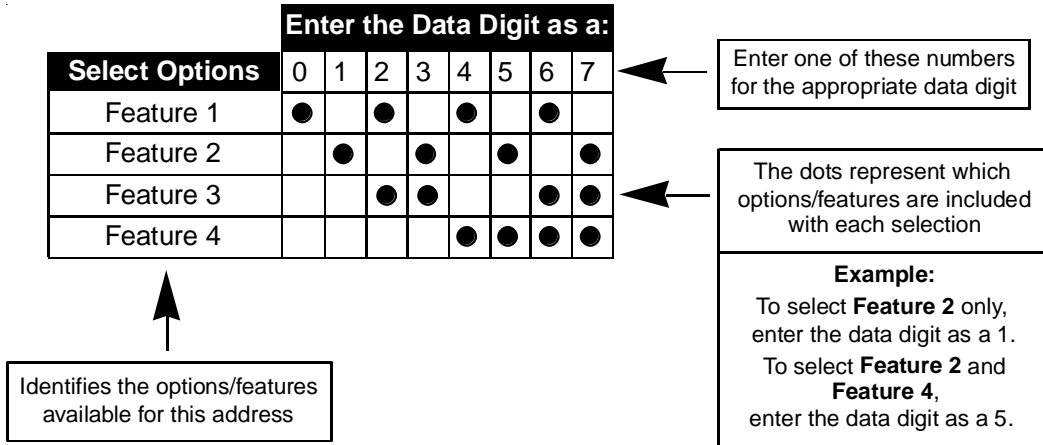 Enter the Data Digit as a:
Select Options 0 1 2 3 4 5 6 7
Feature 1 ● ● ● ●
Feature 2 ● ● ● ●
Feature 3 ● ● ● ●
Feature 4 ● ● ● ●
Enter one of these numbers
for the appropriate data digit
The dots represent which
options/features are included
with each selection
Example:
To select Feature 2 only,
enter the data digit as a 1.
To select Feature 2 and
Feature 4,
enter the data digit as a 5.
Identifies the options/features
available for this address